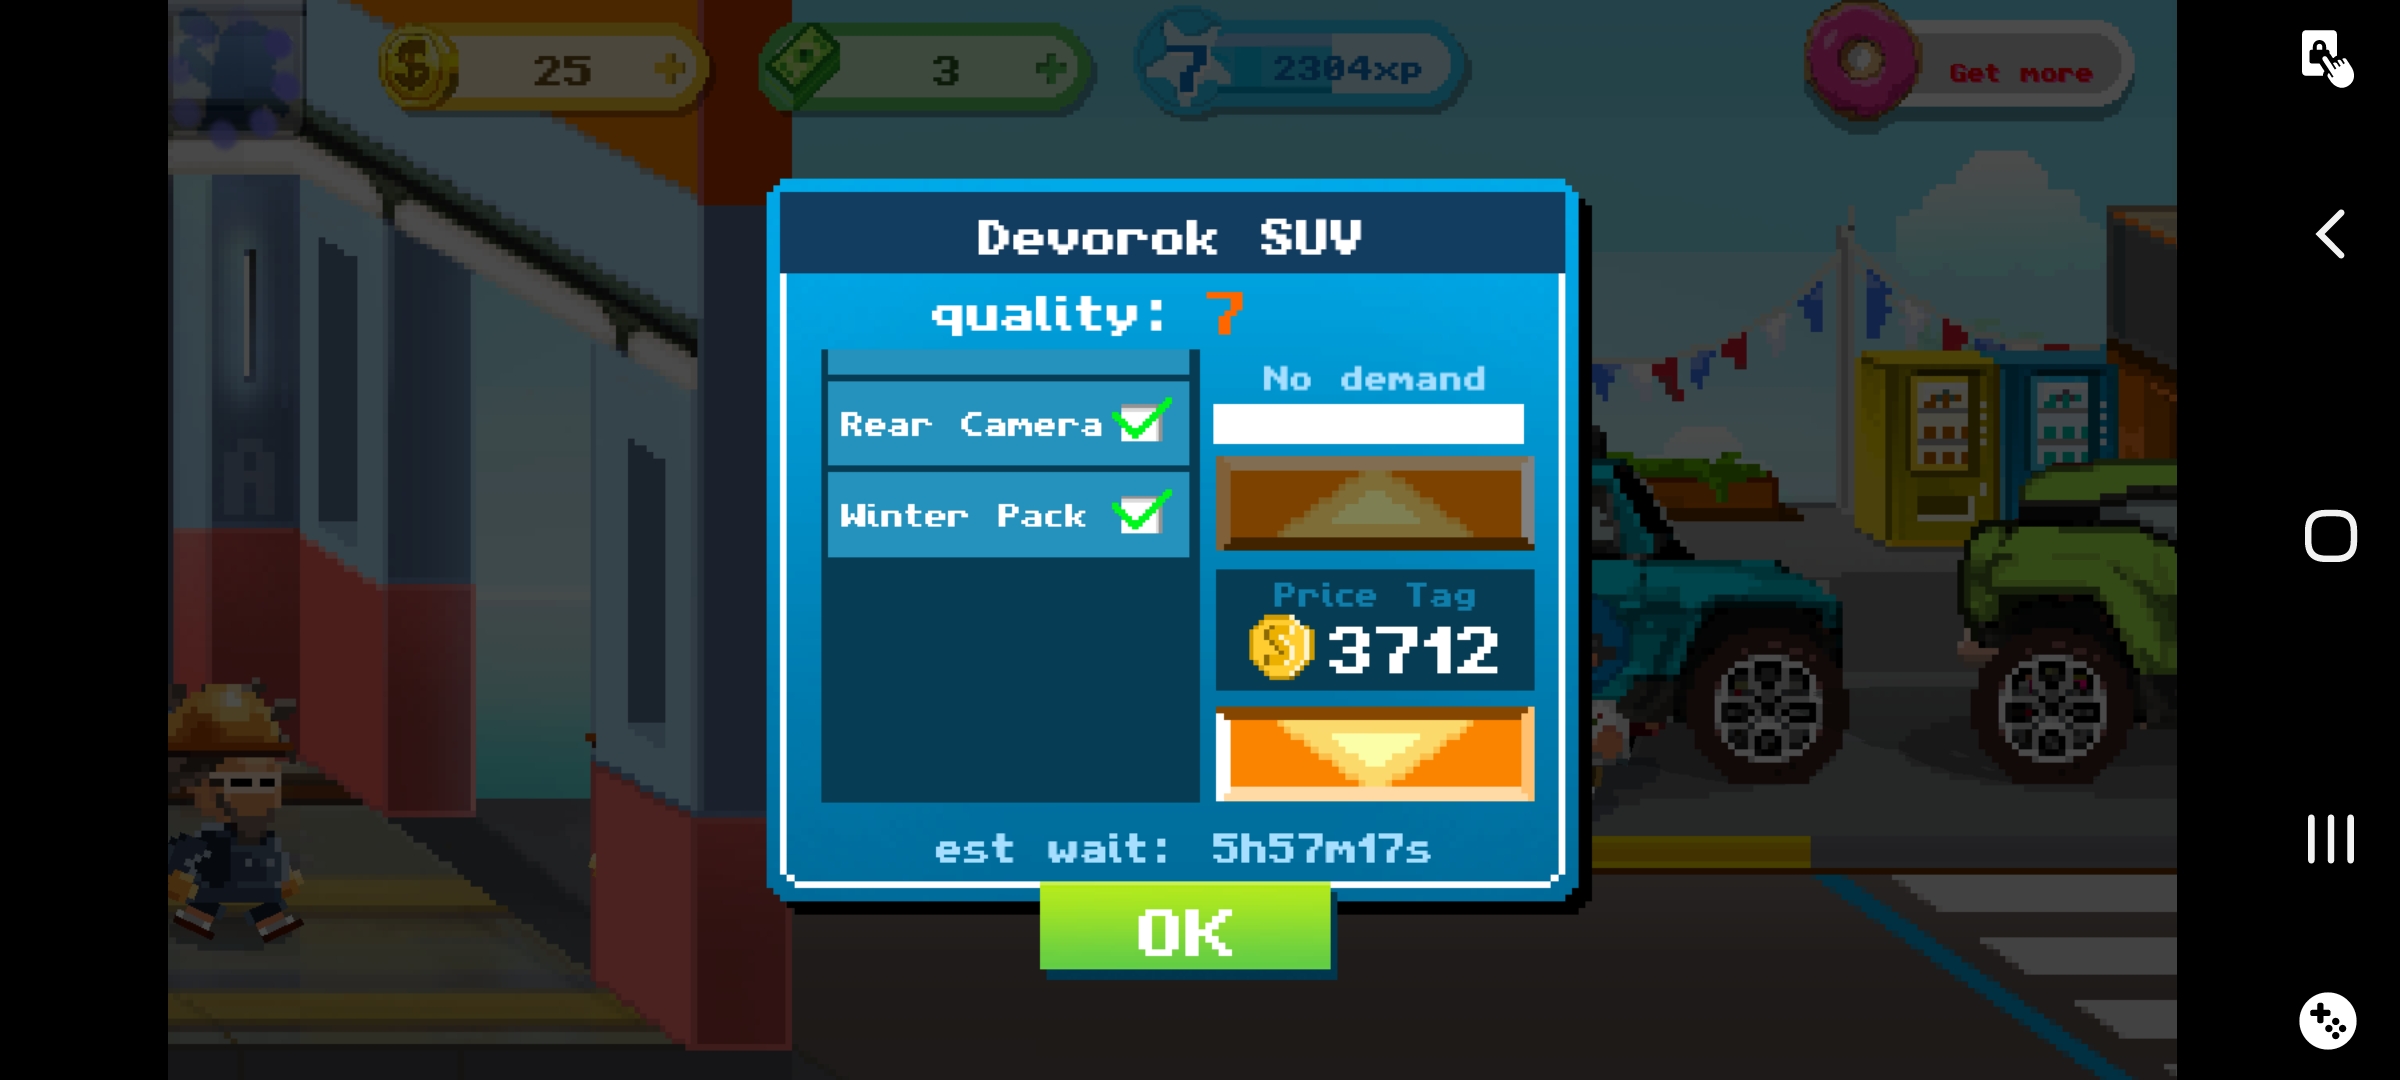 25
3
7
2304xp
Get more
Devorok SUV
quality: 7
No demand
Rear Camera
Winter Pack
Price Tag
3712
est wait: 5h57m17s
OK